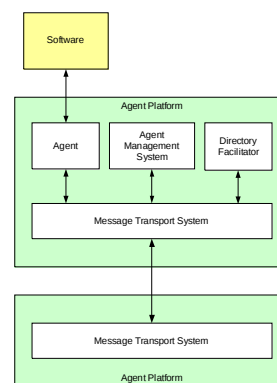 Software
Agent Platform
Agent
Agent
Management
System
Directory
Facilitator
Message Transport System
Message Transport System
Agent Platform